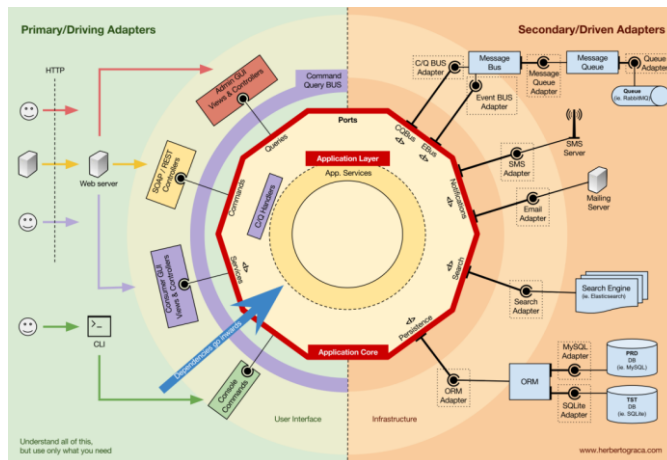 Primary/Driving Adapters
Secondary/Driven Adapters
HTTP
Web server
CLI
Admin GUI
Views & Controllers
SOAP / REST
Controllers
Consumer GUI
Views & Controllers
Console
Commands
Command
Query BUS
Ports
Application Layer
App. Services
C/Q Handlers
Queries
Commands
Services
CQBus
</>
EBus
</>
Notifications
</>
Search
</>
Persistence
</>
Application Core
Dependencies go inwards
User Interface
Infrastructure
C/Q BUS
Adapter
Message
Bus
Event BUS
Adapter
Message
Queue
Adapter
Message
Queue
Queue
Adapter
Queue
(ie. RabbitMQ)
SMS
Adapter
SMS
Server
Email
Adapter
Mailing
Server
Search
Adapter
Search Engine
(ie. Elasticsearch)
ORM
Adapter
ORM
MySQL
Adapter
PRD
DB
(ie. MySQL)
SQLite
Adapter
TST
DB
(ie. SQLite)
Understand all of this,
but use only what you need
www.herbertograca.com